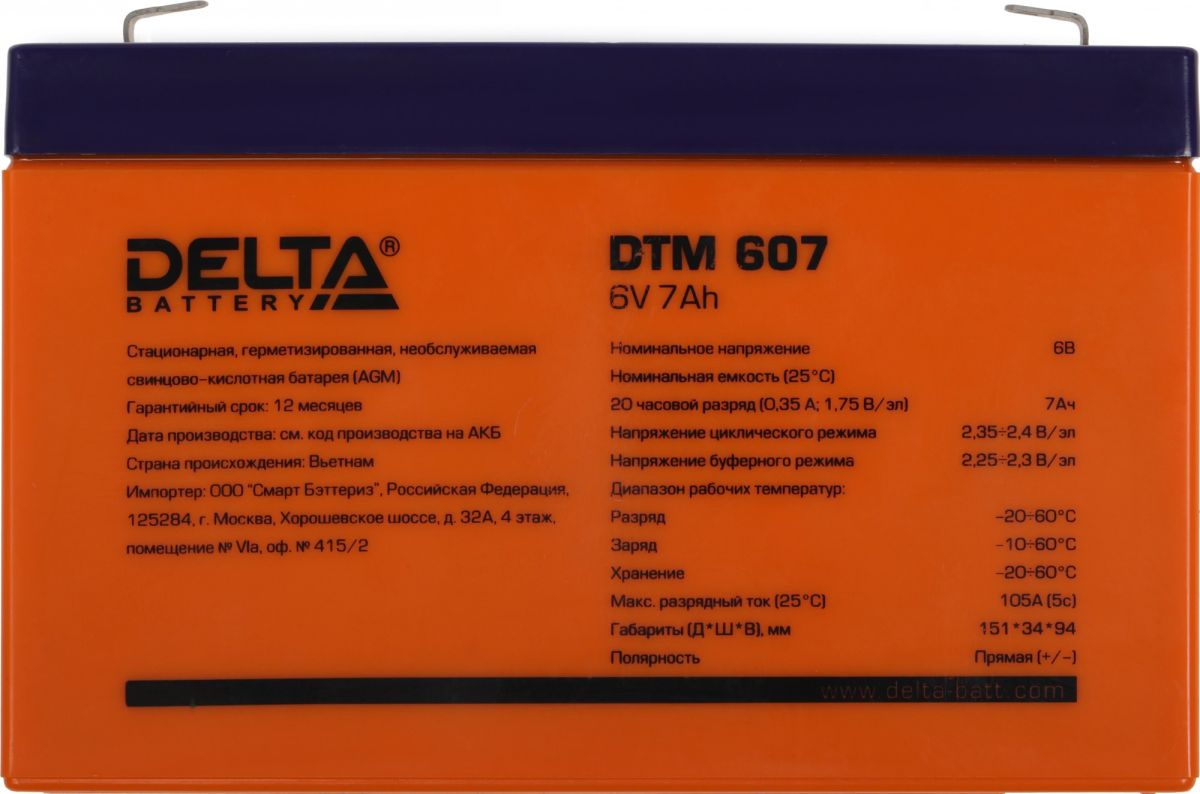 DELTA®
BATTERY
Стационарная, герметизированная, необслуживаемая
свинцово-кислотная батарея (AGM)
Гарантийный срок: 12 месяцев
Дата производства: см. код производства на АКБ
Страна происхождения: Вьетнам
Импортер: ООО "Смарт Бэттериз", Российская Федерация,
125284, г. Москва, Хорошевское шоссе, д. 32А, 4 этаж,
помещение № VIa, оф. № 415/2
DTM 607
6V 7Ah
Номинальное напряжение 6В
Номинальная емкость (25°С)
20 часовой разряд (0,35 А; 1,75 В/эл) 7Ач
Напряжение циклического режима 2,35÷2,4 В/эл
Напряжение буферного режима 2,25÷2,3 В/эл
Диапазон рабочих температур:
Разряд -20÷60°С
Заряд -10÷60°С
Хранение -20÷60°С
Макс. разрядный ток (25°С) 105А (5с)
Габариты (Д*Ш*В), мм 151*34*94
Полярность Прямая (+/-)
www.delta-batt.com